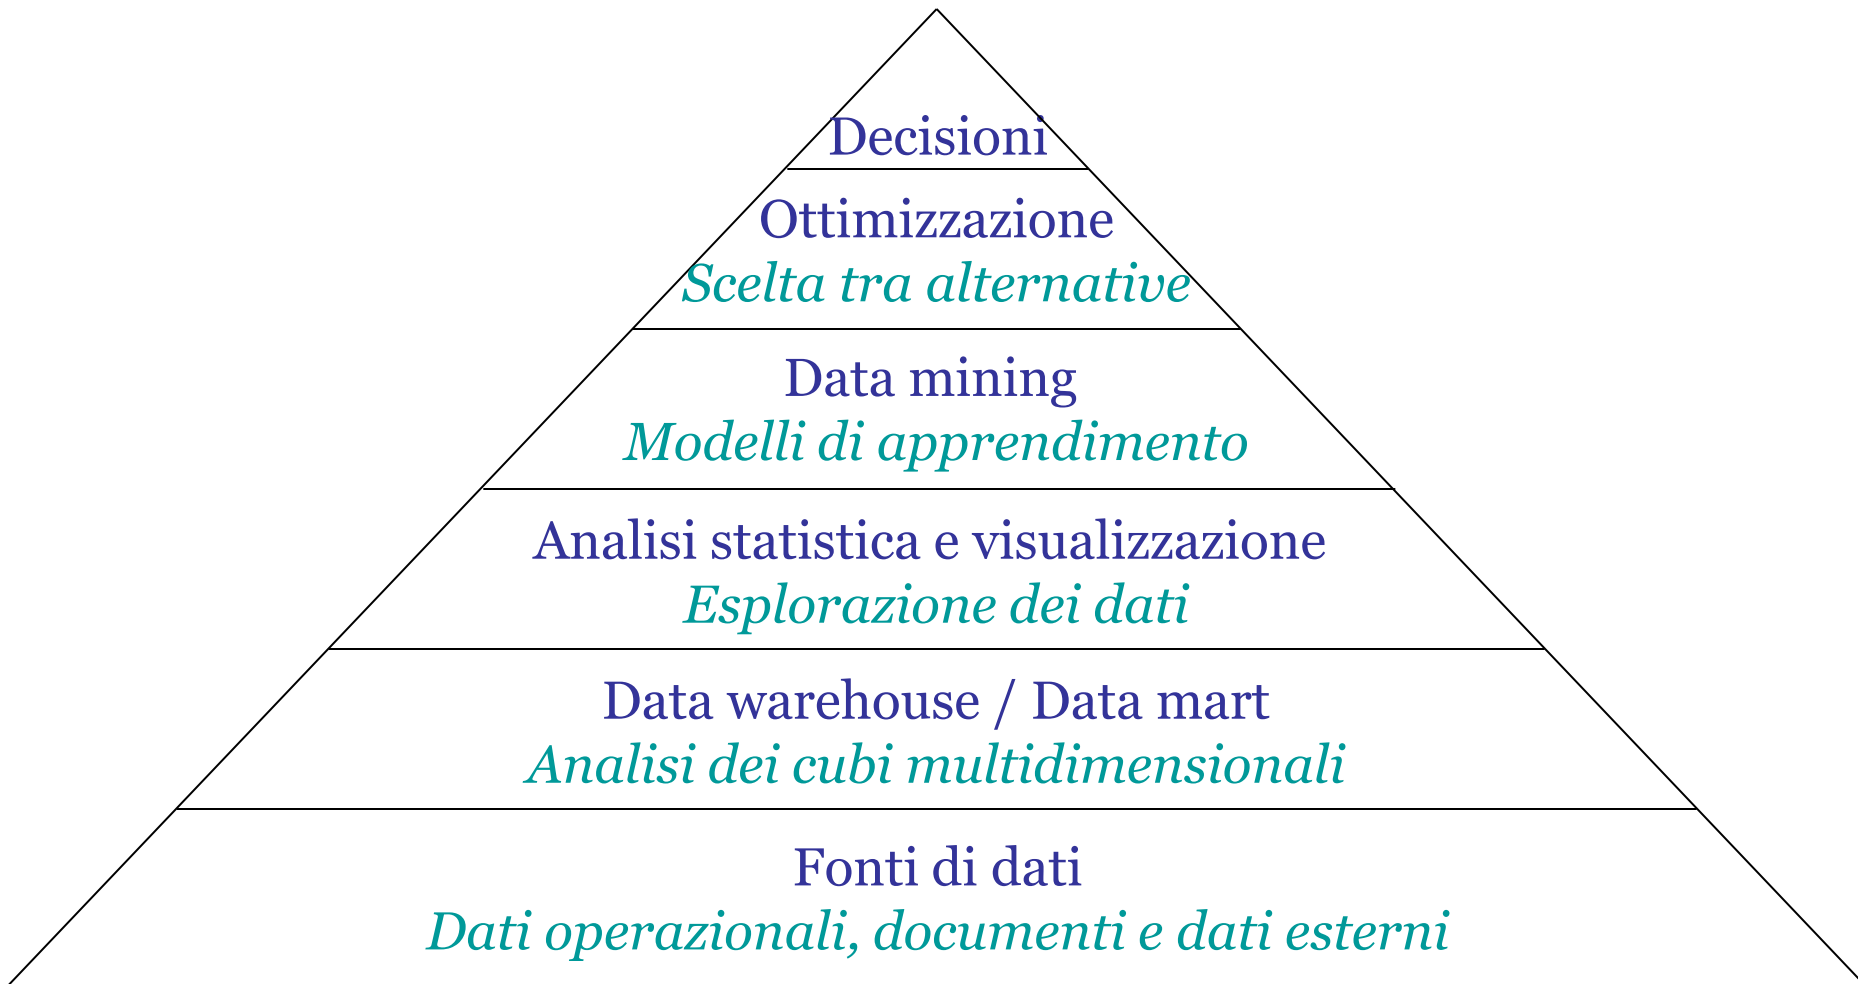 Decisioni
Ottimizzazione
Scelta tra alternative
Data mining
Modelli di apprendimento
Analisi statistica e visualizzazione
Esplorazione dei dati
Data warehouse / Data mart
Analisi dei cubi multidimensionali
Fonti di dati
Dati operazionali, documenti e dati esterni